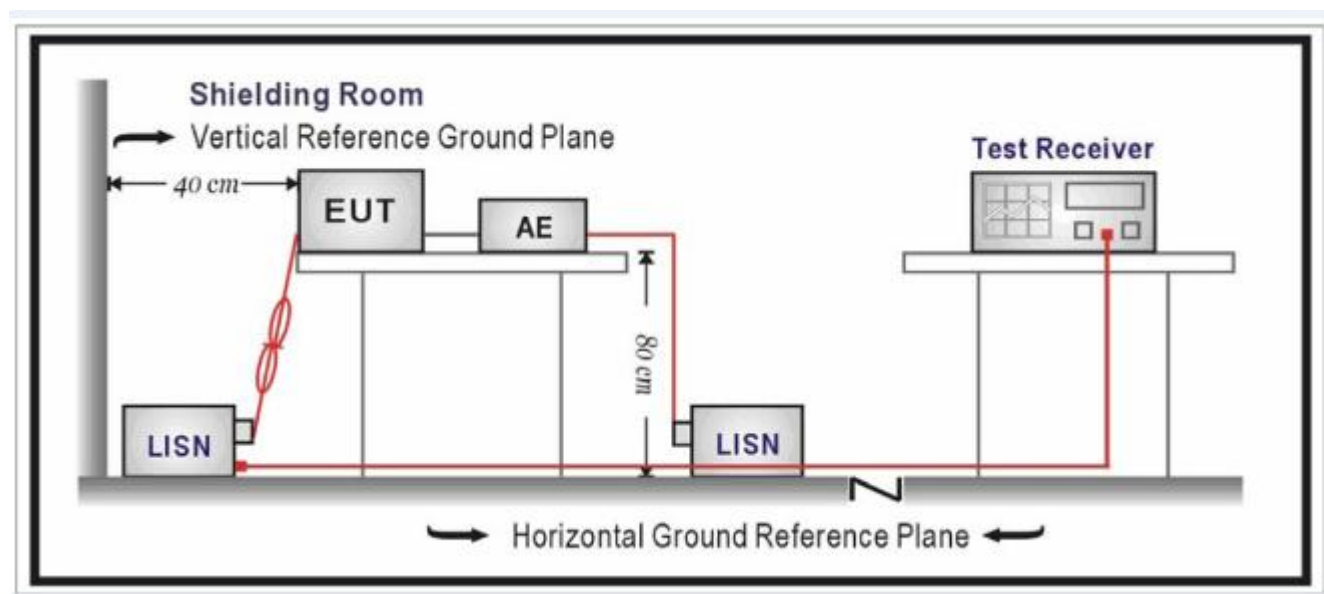 Shielding Room
Vertical Reference Ground Plane
Test Receiver
40 cm
EUT
AE
80 cm
LISN
LISN
Horizontal Ground Reference Plane